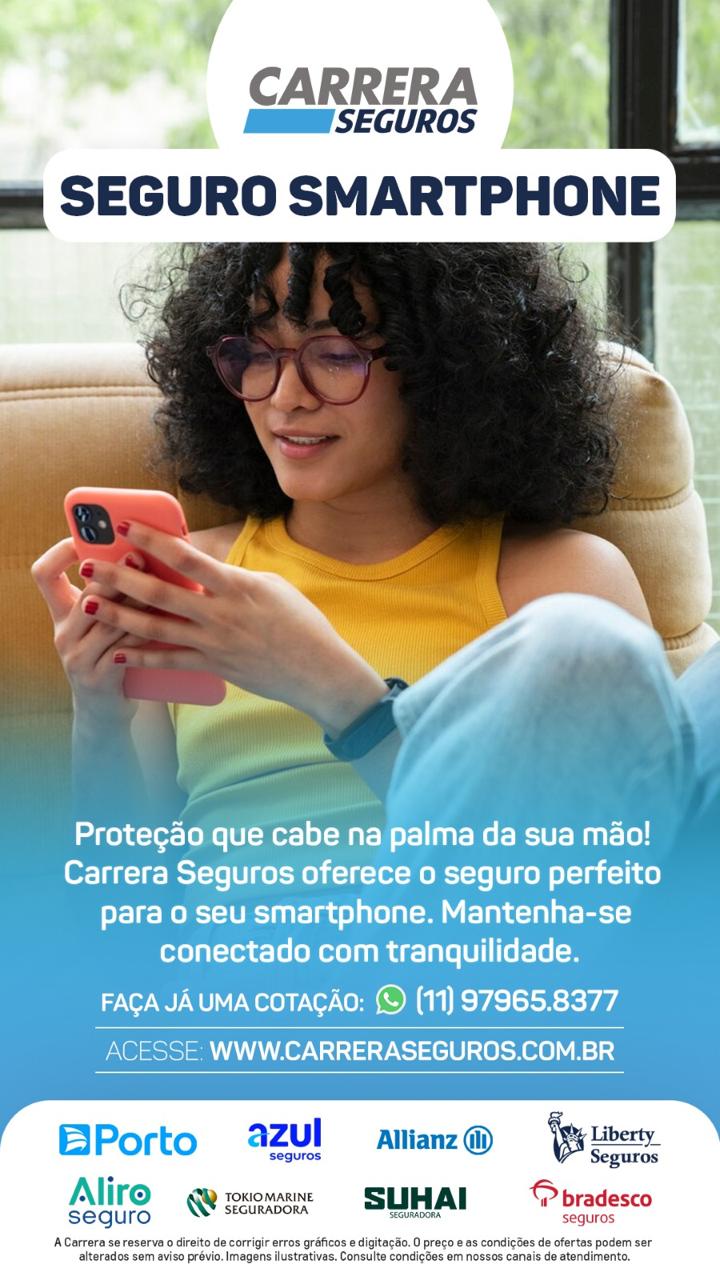 CARRERA
SEGUROS
SEGURO SMARTPHONE
Proteção que cabe na palma da sua mão!
Carrera Seguros oferece o seguro perfeito
para o seu smartphone. Mantenha-se
conectado com tranquilidade.
FAÇA JÁ UMA COTAÇÃO: (11) 97965.8377
ACESSE: WWW.CARRERASEGUROS.COM.BR
Porto
azul
seguros
Allianz
Liberty
Seguros
Aliro
seguro
TOKIO MARINE
SEGURADORA
SUHAI
SEGURADORA
bradesco
seguros
A Carrera se reserva o direito de corrigir erros gráficos e digitação. O preço e as condições de ofertas podem ser
alterados sem aviso prévio. Imagens ilustrativas. Consulte condições em nossos canais de atendimento.